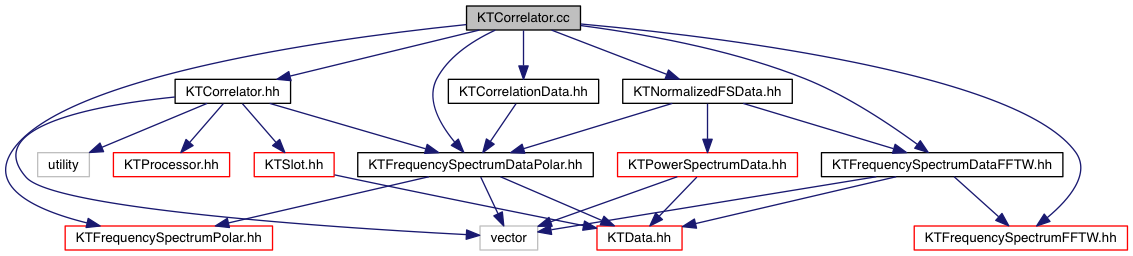 KTCorrelator.cc
KTCorrelator.hh
KTCorrelationData.hh
KTNormalizedFSData.hh
utility
KTProcessor.hh
KTSlot.hh
KTFrequencySpectrumDataPolar.hh
KTPowerSpectrumData.hh
KTFrequencySpectrumDataFFTW.hh
KTFrequencySpectrumPolar.hh
vector
KTData.hh
KTFrequencySpectrumFFTW.hh